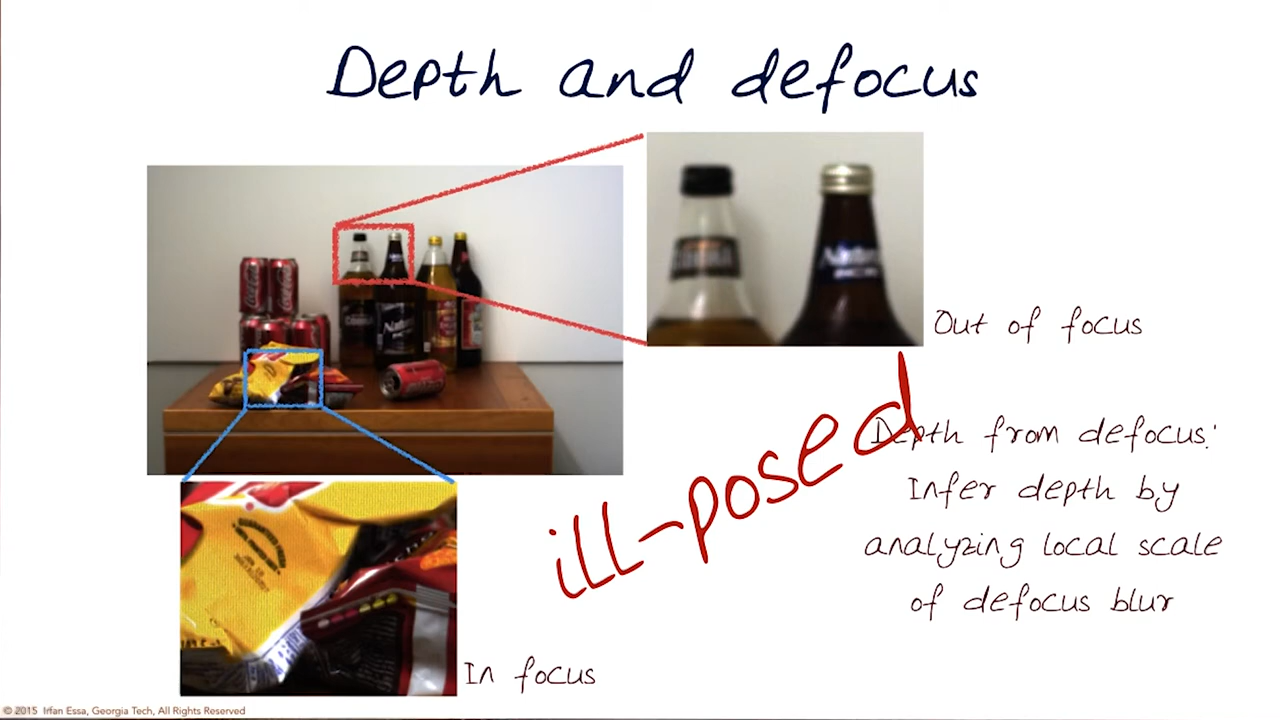 Depth and defocus
Out of focus
ill-posed
Depth from defocus:
Infer depth by
analyzing local scale
of defocus blur
In focus
© 2015 Irfan Essa, Georgia Tech, All Rights Reserved